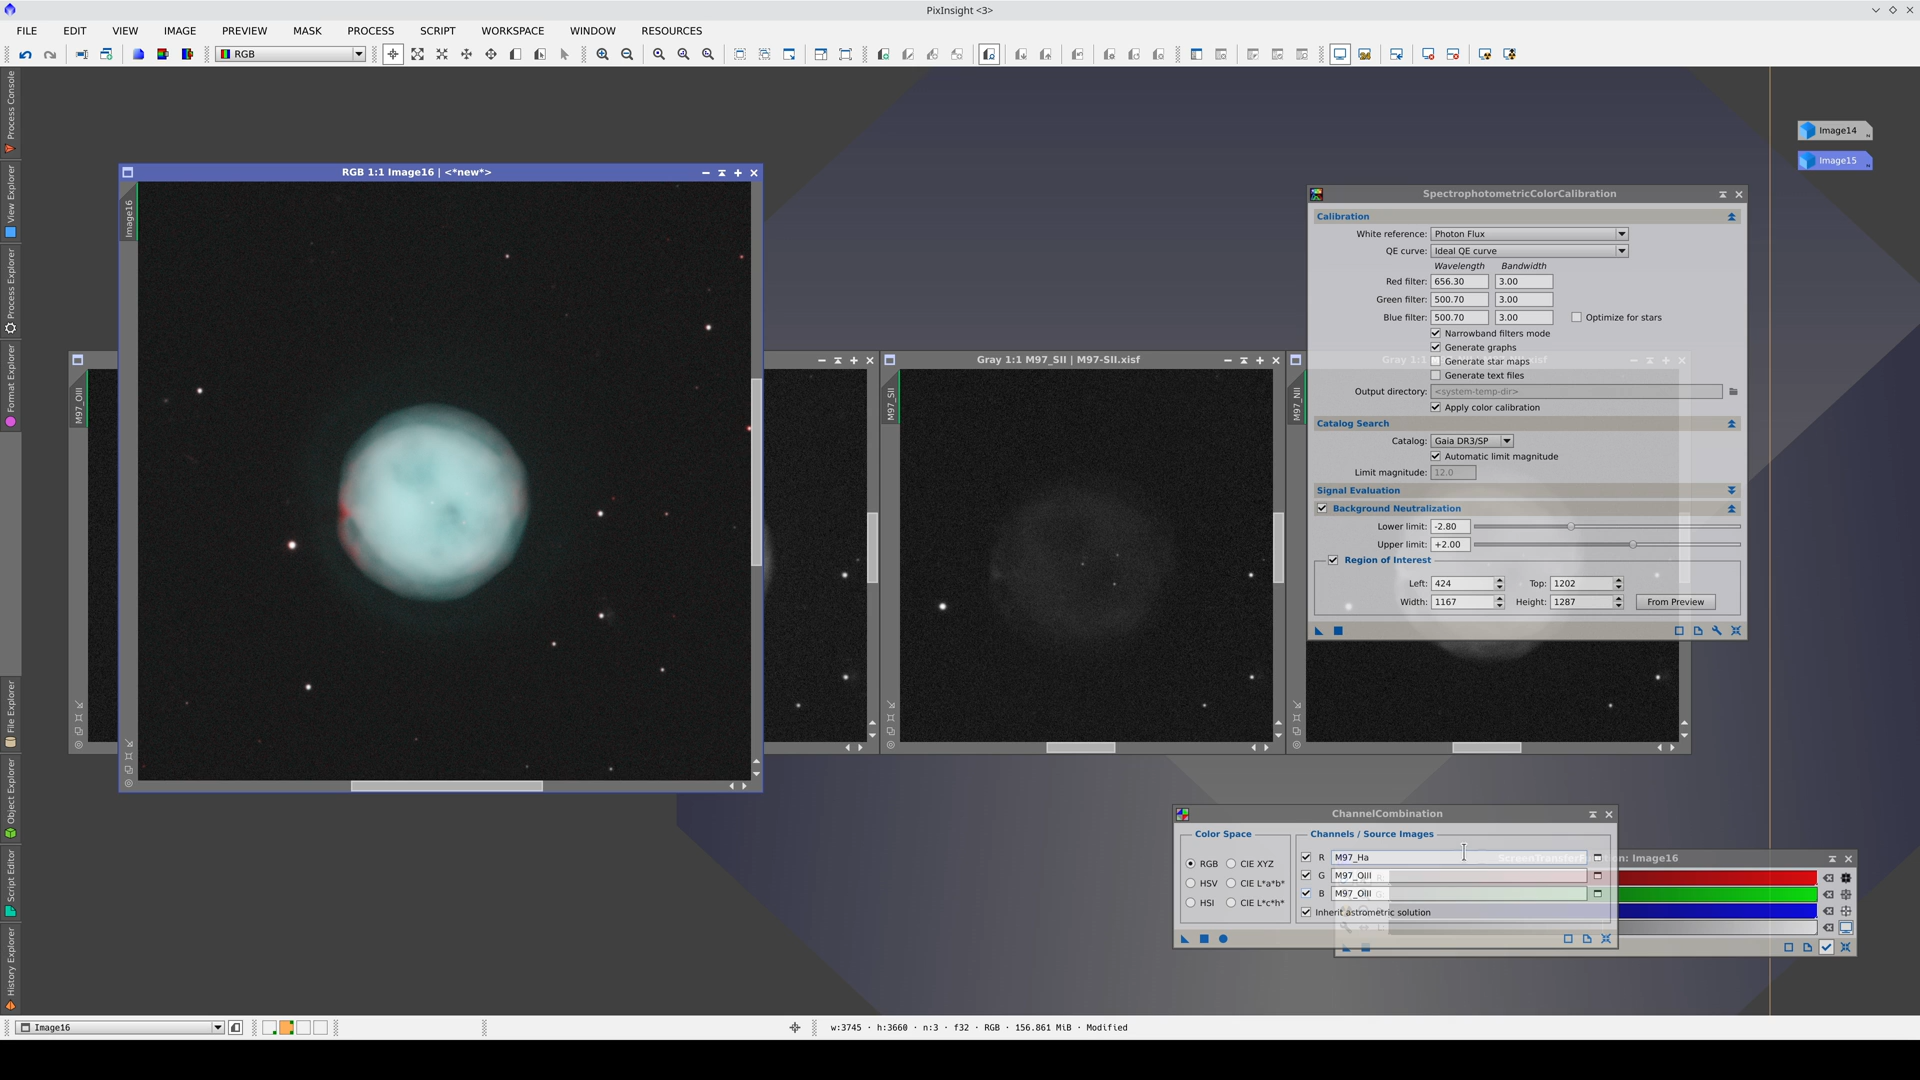 PixInsight <3>
FILE EDIT VIEW IMAGE PREVIEW MASK PROCESS SCRIPT WORKSPACE WINDOW RESOURCES
RGB
Process Console
View Explorer
Process Explorer
Format Explorer
File Explorer
Object Explorer
Script Editor
History Explorer
Image14
Image15
RGB 1:1 Image16 | <*new*>
Image16
M97_OIII
Gray 1:1 M97_SII | M97-SII.xisf
M97_SII
M97_NII
SpectrophotometricColorCalibration
Calibration
White reference: Photon Flux
QE curve: Ideal QE curve
Wavelength Bandwidth
Red filter: 656.30 3.00
Green filter: 500.70 3.00
Blue filter: 500.70 3.00 Optimize for stars
Narrowband filters mode
Generate graphs
Generate star maps
Generate text files
Output directory: <system-temp-dir>
Apply color calibration
Catalog Search
Catalog: Gaia DR3/SP
Automatic limit magnitude
Limit magnitude: 12.0
Signal Evaluation
Background Neutralization
Lower limit: -2.80
Upper limit: +2.00
Region of Interest
Left: 424 Top: 1202
Width: 1167 Height: 1287 From Preview
ChannelCombination
Color Space
RGB CIE XYZ
HSV CIE L*a*b*
HSI CIE L*c*h*
Channels / Source Images
R M97_Ha
G M97_OIII
B M97_OIII
Inherit astrometric solution
: Image16
Image16
w:3745 · h:3660 · n:3 · f32 · RGB · 156.861 MiB · Modified